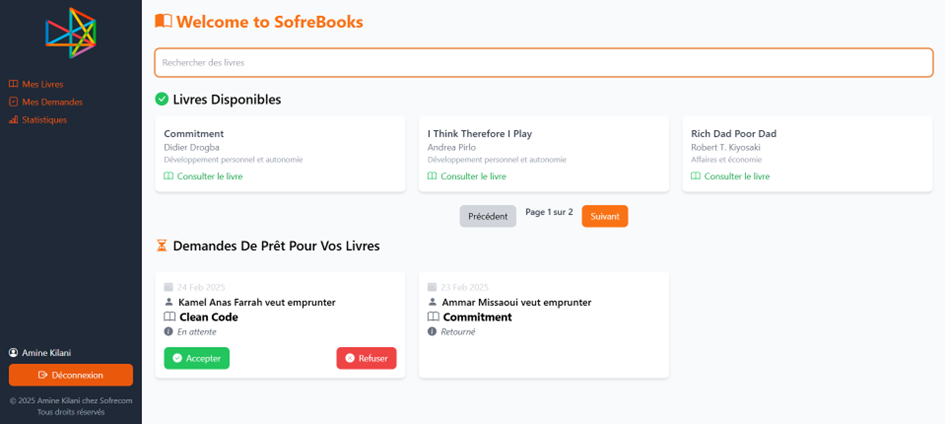 Welcome to SofreBooks
Rechercher des livres
Mes Livres
Mes Demandes
Statistiques
Livres Disponibles
Commitment
Didier Drogba
Développement personnel et autonomie
Consulter le livre
I Think Therefore I Play
Andrea Pirlo
Développement personnel et autonomie
Consulter le livre
Rich Dad Poor Dad
Robert T. Kiyosaki
Affaires et économie
Consulter le livre
Précédent
Page 1 sur 2
Suivant
Demandes De Prêt Pour Vos Livres
24 Feb 2025
Kamel Anas Farrah veut emprunter
Clean Code
En attente
Accepter
Refuser
23 Feb 2025
Ammar Missaoui veut emprunter
Commitment
Retourné
Amine Kilani
Déconnexion
© 2025 Amine Kilani chez Sofrecom
Tous droits réservés